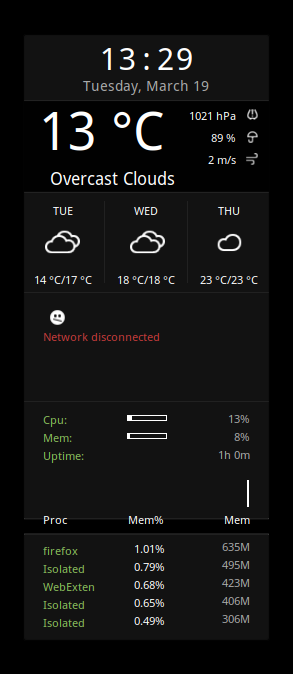 13:29
Tuesday, March 19
13 °C
1021 hPa
89 %
2 m/s
Overcast Clouds
TUE WED THU
14 °C/17 °C 18 °C/18 °C 23 °C/23 °C
Network disconnected
Cpu: 13%
Mem: 8%
Uptime: 1h 0m
Proc Mem% Mem
firefox 1.01% 635M
Isolated 0.79% 495M
WebExten 0.68% 423M
Isolated 0.65% 406M
Isolated 0.49% 306M